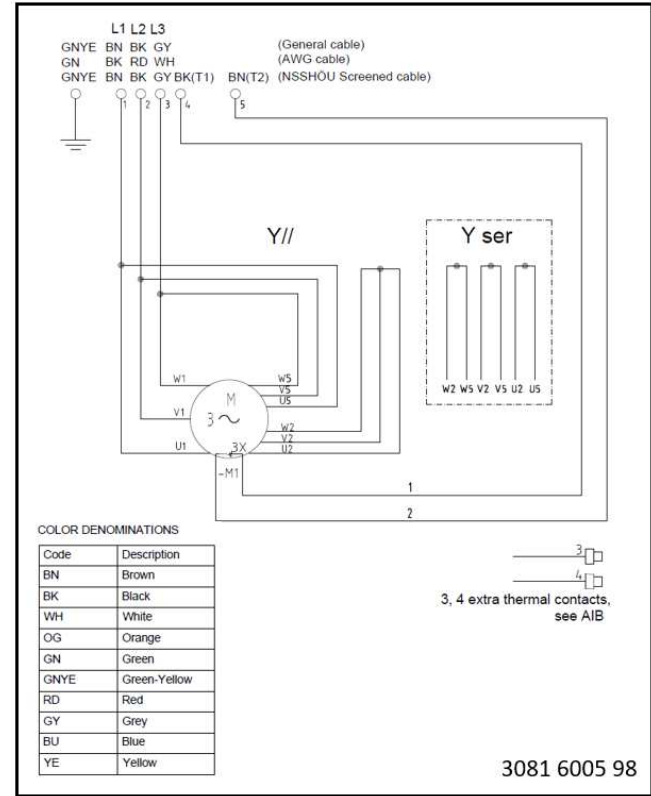 L1 L2 L3
GNYE BN BK GY (General cable)
GN BK RD WH (AWG cable)
GNYE BN BK GY BK(T1) BN(T2) (NSSHÖU Screened cable)
1 2 3 4 5
Y//
Y ser
W2 W5 V2 V5 U2 U5
W1 W5
V5
M U5
V1 3~
W2
V2
U1 3X U2
-M1
1
2
COLOR DENOMINATIONS
Code Description
BN Brown
BK Black
WH White
OG Orange
GN Green
GNYE Green-Yellow
RD Red
GY Grey
BU Blue
YE Yellow
3
4
3, 4 extra thermal contacts,
see AIB
3081 6005 98